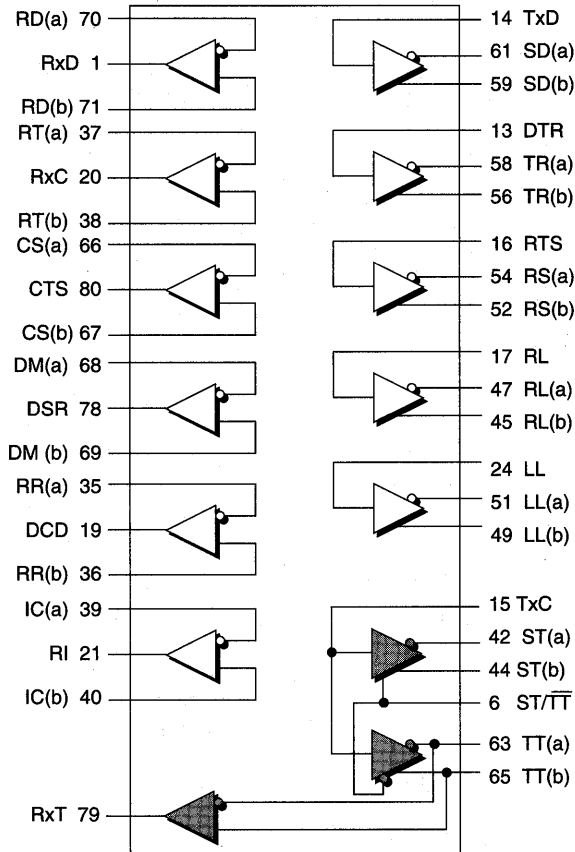 RD(a) 70
RxD 1
RD(b) 71
RT(a) 37
RxC 20
RT(b) 38
CS(a) 66
CTS 80
CS(b) 67
DM(a) 68
DSR 78
DM (b) 69
RR(a) 35
DCD 19
RR(b) 36
IC(a) 39
RI 21
IC(b) 40
RxT 79
14 TxD
61 SD(a)
59 SD(b)
13 DTR
58 TR(a)
56 TR(b)
16 RTS
54 RS(a)
52 RS(b)
17 RL
47 RL(a)
45 RL(b)
24 LL
51 LL(a)
49 LL(b)
15 TxC
42 ST(a)
44 ST(b)
6 ST/T̅T̅
63 T̅T̅(a)
65 T̅T̅(b)